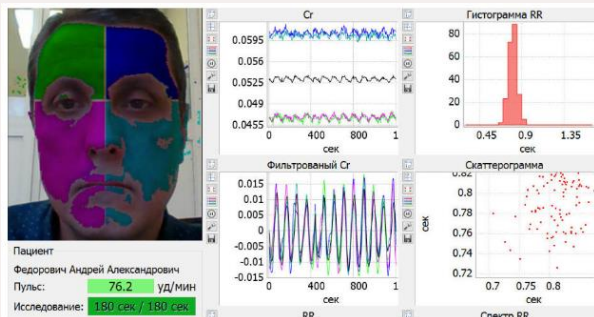 Cr
0.0595
0.056
0.0525
0.049
0.0455
0
400
800
1
сек
Гистограмма RR
80
60
40
20
0
0.45
0.9
1.35
сек
Фильтрованый Cr
0.015
0.01
0.005
0
-0.005
-0.01
-0.015
0
400
800
1
сек
Скаттерограмма
0.82
0.8
0.78
0.76
0.74
0.72
сек
0.7
0.75
0.8
сек
Пациент
Федорович Андрей Александрович
Пульс: 76.2 уд/мин
Исследование: 180 сек / 180 сек
RR
Спектр RR